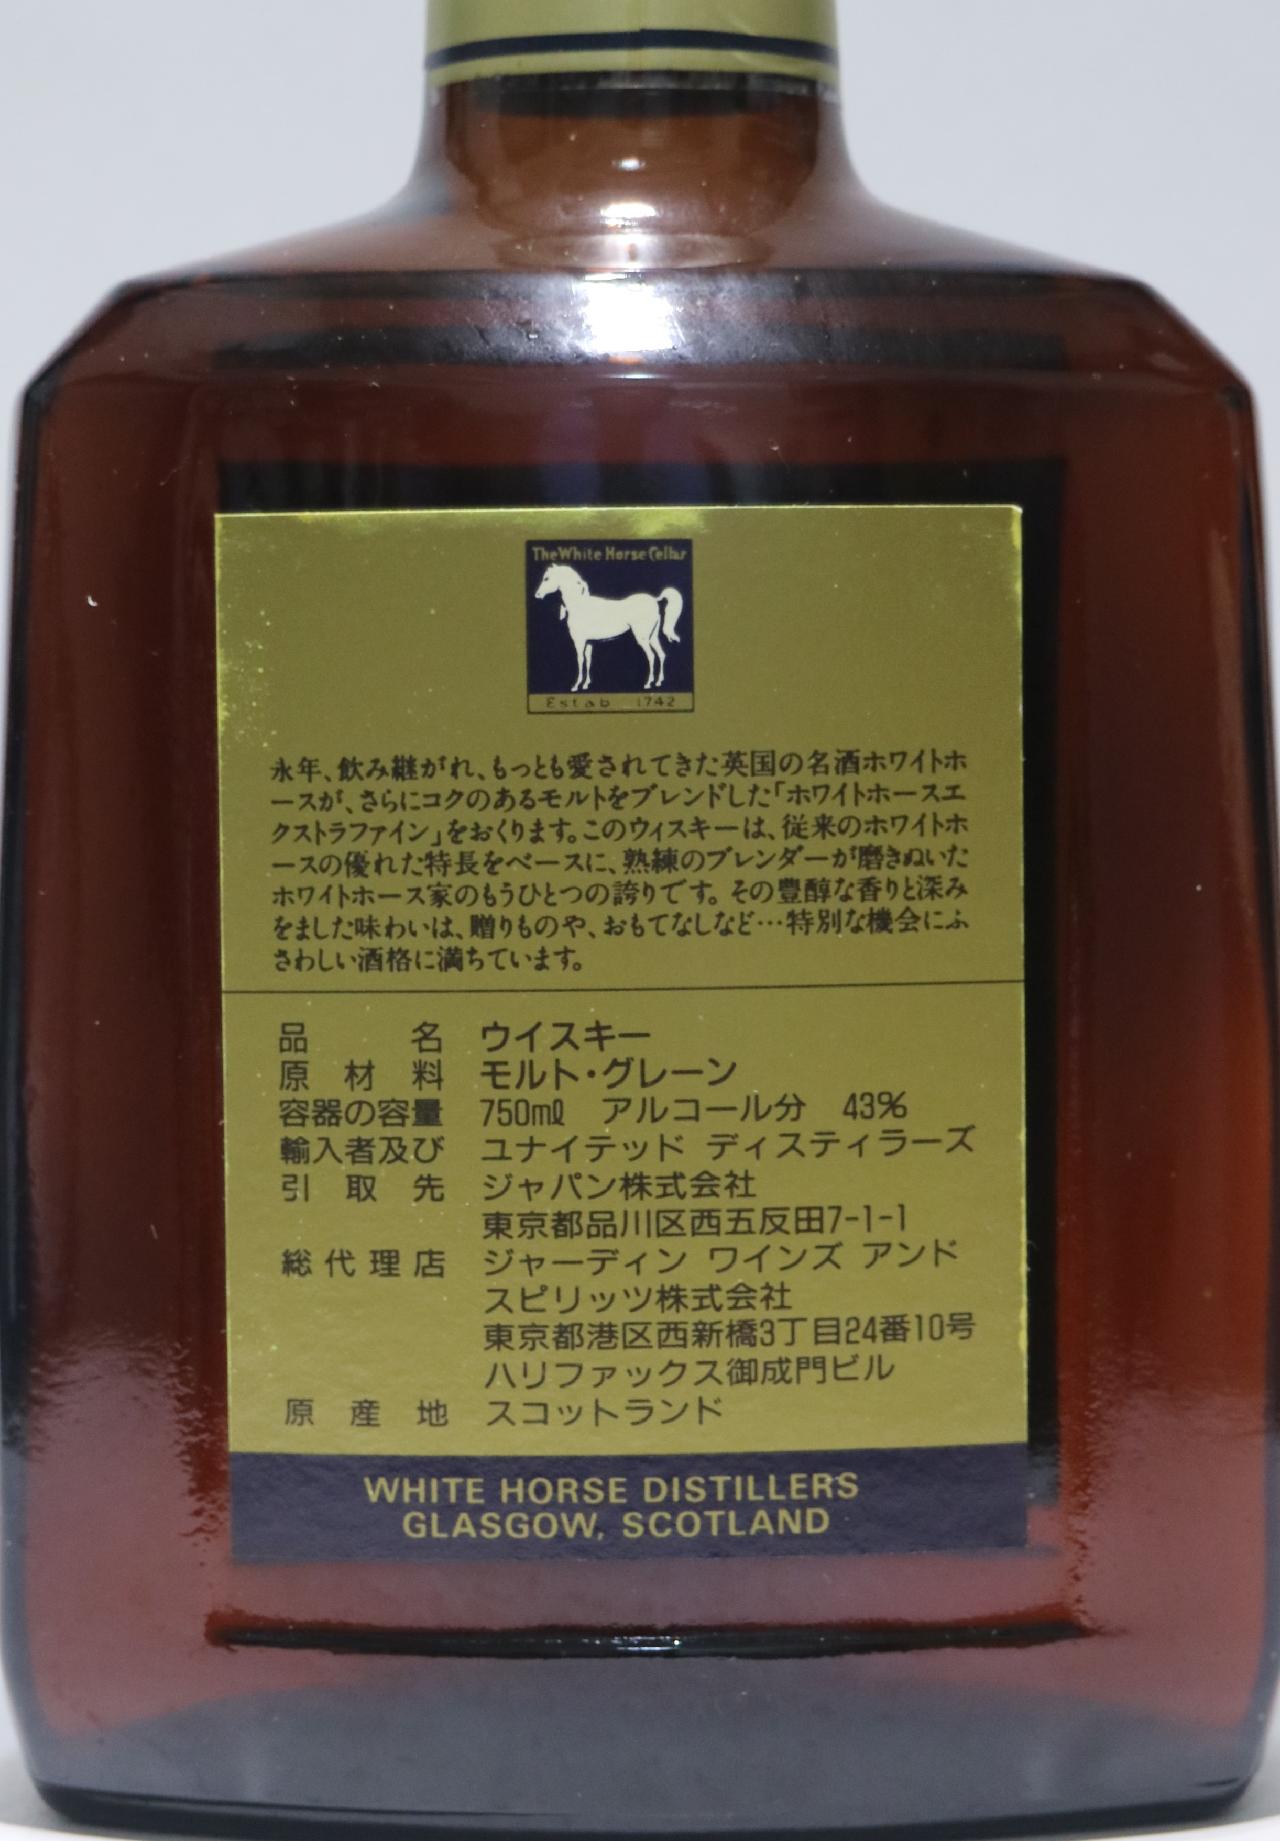 The White Horse Cellar
Estab 1742
永年、飲み継がれ、もっとも愛されてきた英国の名酒ホワイトホ
ースが、さらにコクのあるモルトをブレンドした「ホワイトホースエ
クストラファイン」をおくります。このウィスキーは、従来のホワイトホ
ースの優れた特長をベースに、熟練のブレンダーが磨きぬいた
ホワイトホース家のもうひとつの誇りです。その豊醇な香りと深み
をました味わいは、贈りものや、おもてなしなど…特別な機会にふ
さわしい酒格に満ちています。
品名 ウイスキー
原材料 モルト・グレーン
容器の容量 750mℓ アルコール分 43%
輸入者及び ユナイテッド ディスティラーズ
引取先 ジャパン株式会社
東京都品川区西五反田7-1-1
総代理店 ジャーディン ワインズ アンド
スピリッツ株式会社
東京都港区西新橋3丁目24番10号
ハリファックス御成門ビル
原産地 スコットランド
WHITE HORSE DISTILLERS
GLASGOW, SCOTLAND